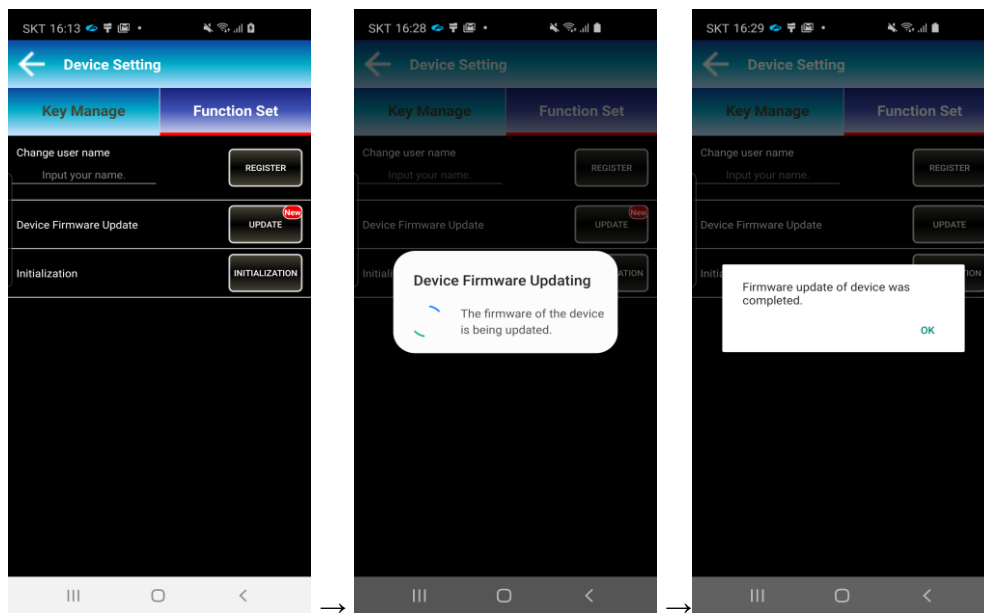 SKT 16:13
Device Setting
Key Manage
Function Set
Change user name
Input your name.
REGISTER
Device Firmware Update
UPDATE
New
Initialization
INITIALIZATION
→
SKT 16:28
Device Setting
Key Manage
Function Set
Change user name
Input your name.
REGISTER
Device Firmware Update
UPDATE
New
Initiali
ATION
Device Firmware Updating
The firmware of the device
is being updated.
→
SKT 16:29
Device Setting
Key Manage
Function Set
Change user name
Input your name.
REGISTER
Device Firmware Update
UPDATE
Initia
TION
Firmware update of device was
completed.
OK